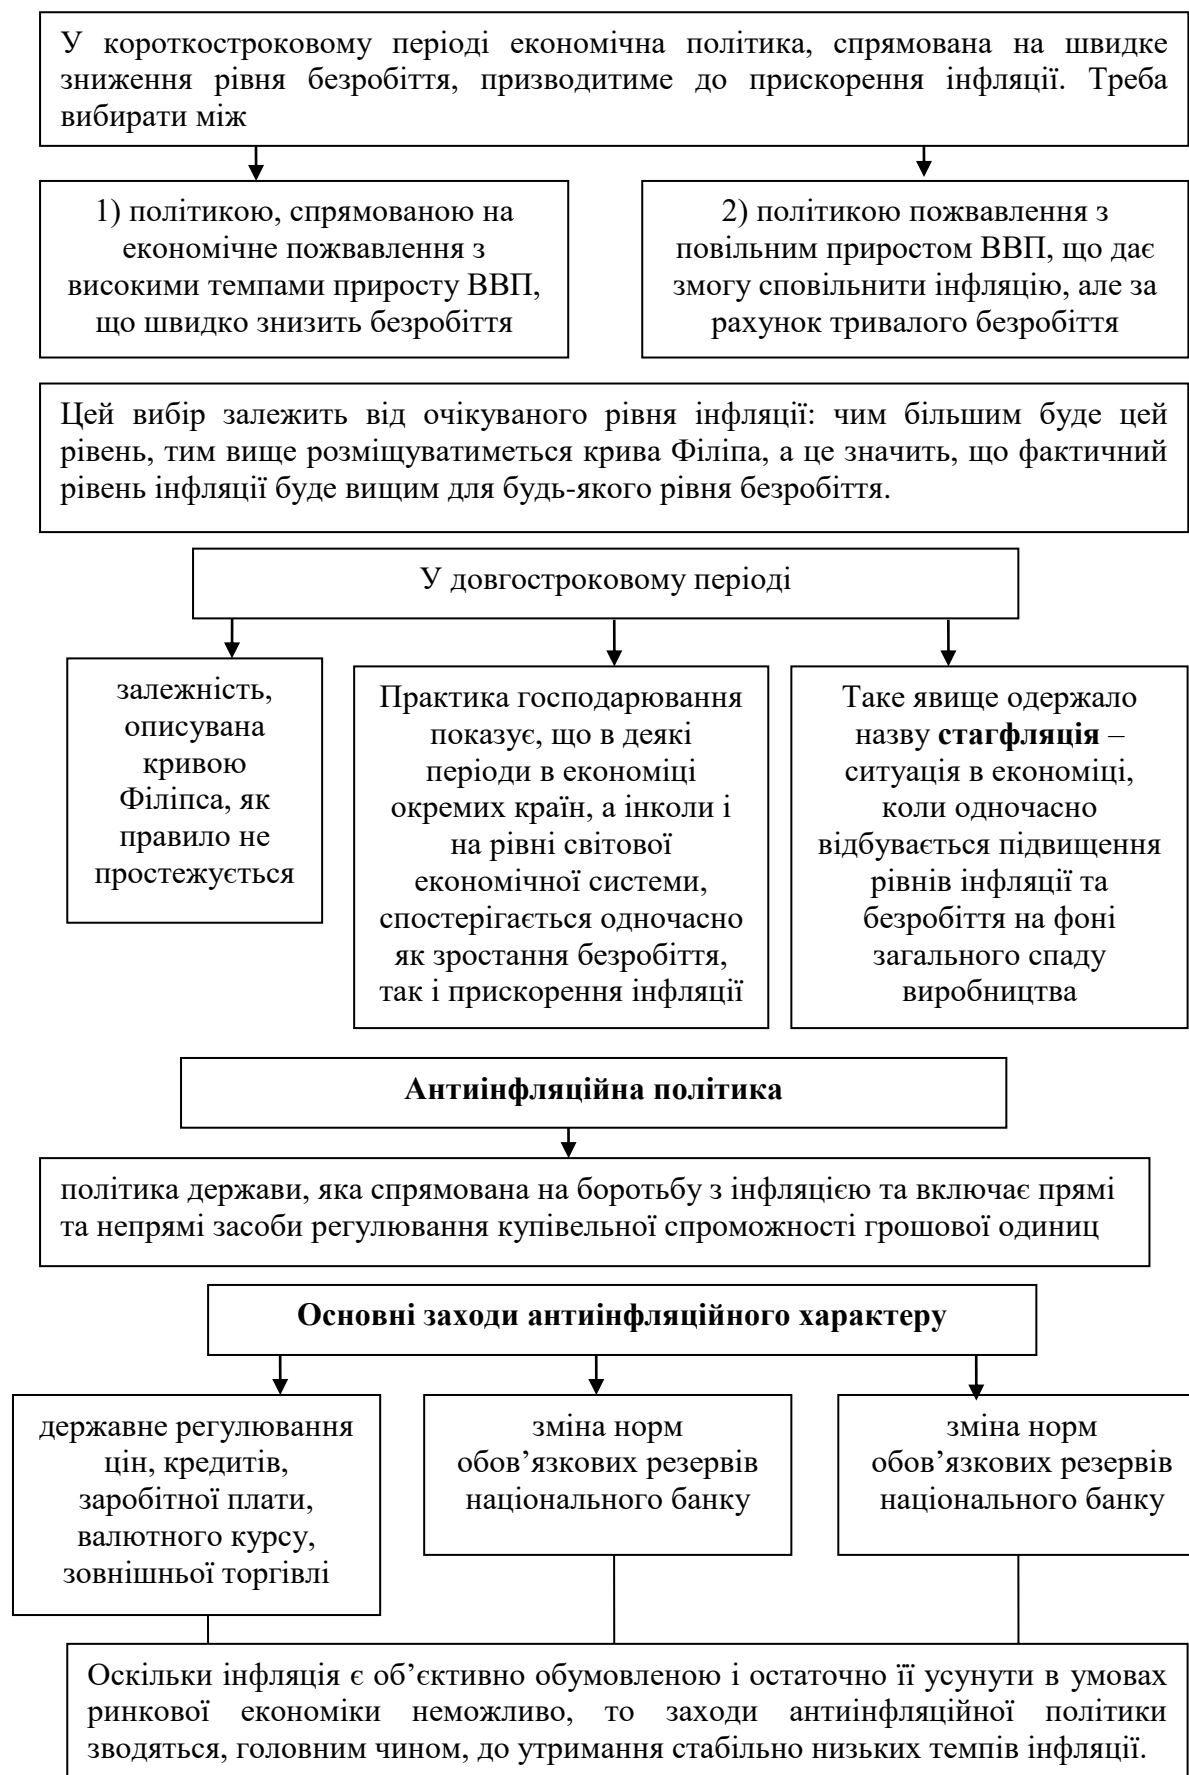 У короткостроковому періоді економічна політика, спрямована на швидке
зниження рівня безробіття, призводитиме до прискорення інфляції. Треба
вибирати між
1) політикою, спрямованою на
економічне пожвавлення з
високими темпами приросту ВВП,
що швидко знизить безробіття
2) політикою пожвавлення з
повільним приростом ВВП, що дає
змогу сповільнити інфляцію, але за
рахунок тривалого безробіття
Цей вибір залежить від очікуваного рівня інфляції: чим більшим буде цей
рівень, тим вище розміщуватиметься крива Філіпа, а це значить, що фактичний
рівень інфляції буде вищим для будь-якого рівня безробіття.
У довгостроковому періоді
залежність,
описувана
кривою
Філіпса, як
правило не
простежується
Практика господарювання
показує, що в деякі
періоди в економіці
окремих країн, а інколи і
на рівні світової
економічної системи,
спостерігається одночасно
як зростання безробіття,
так і прискорення інфляції
Таке явище одержало
назву стагфляція –
ситуація в економіці,
коли одночасно
відбувається підвищення
рівнів інфляції та
безробіття на фоні
загального спаду
виробництва
Антиінфляційна політика
політика держави, яка спрямована на боротьбу з інфляцією та включає прямі
та непрямі засоби регулювання купівельної спроможності грошової одиниц
Основні заходи антиінфляційного характеру
державне регулювання
цін, кредитів,
заробітної плати,
валютного курсу,
зовнішньої торгівлі
зміна норм
обов’язкових резервів
національного банку
зміна норм
обов’язкових резервів
національного банку
Оскільки інфляція є об’єктивно обумовленою і остаточно її усунути в умовах
ринкової економіки неможливо, то заходи антиінфляційної політики
зводяться, головним чином, до утримання стабільно низьких темпів інфляції.